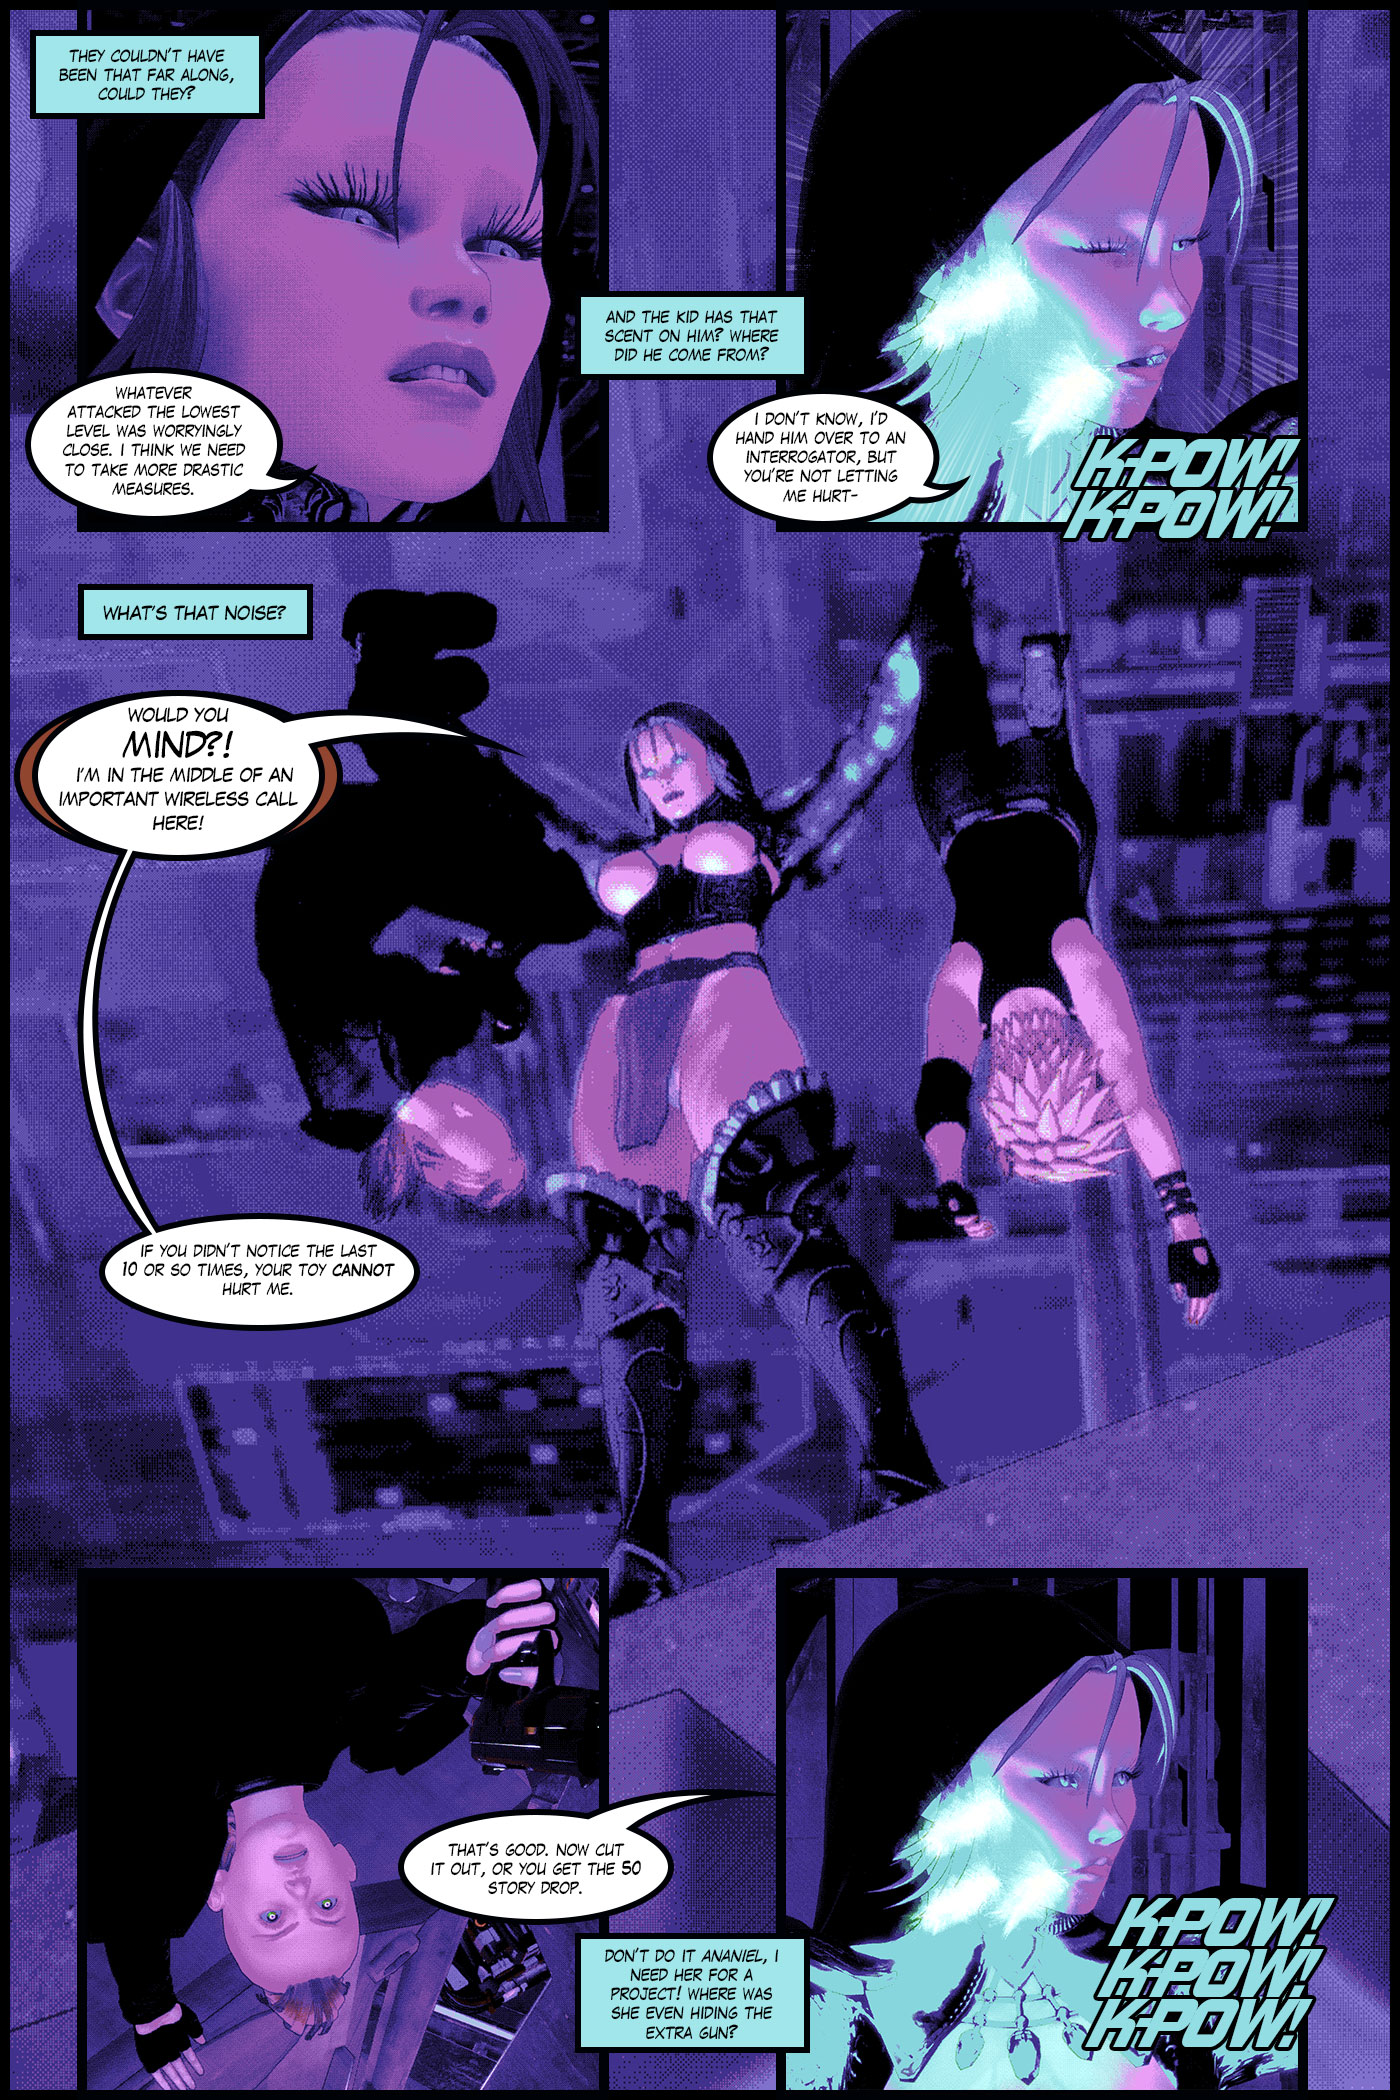 THEY COULDN'T HAVE
BEEN THAT FAR ALONG,
COULD THEY?
WHATEVER
ATTACKED THE LOWEST
LEVEL WAS WORRYINGLY
CLOSE. I THINK WE NEED
TO TAKE MORE DRASTIC
MEASURES.
AND THE KID HAS THAT
SCENT ON HIM? WHERE
DID HE COME FROM?
I DON'T KNOW, I'D
HAND HIM OVER TO AN
INTERROGATOR, BUT
YOU'RE NOT LETTING
ME HURT-
K-POW!
K-POW!
WHAT'S THAT NOISE?
WOULD YOU
MIND?!
I'M IN THE MIDDLE OF AN
IMPORTANT WIRELESS CALL
HERE!
IF YOU DIDN'T NOTICE THE LAST
10 OR SO TIMES, YOUR TOY CANNOT
HURT ME.
THAT'S GOOD. NOW CUT
IT OUT, OR YOU GET THE 50
STORY DROP.
DON'T DO IT ANANIEL, I
NEED HER FOR A
PROJECT! WHERE WAS
SHE EVEN HIDING THE
EXTRA GUN?
K-POW!
K-POW!
K-POW!